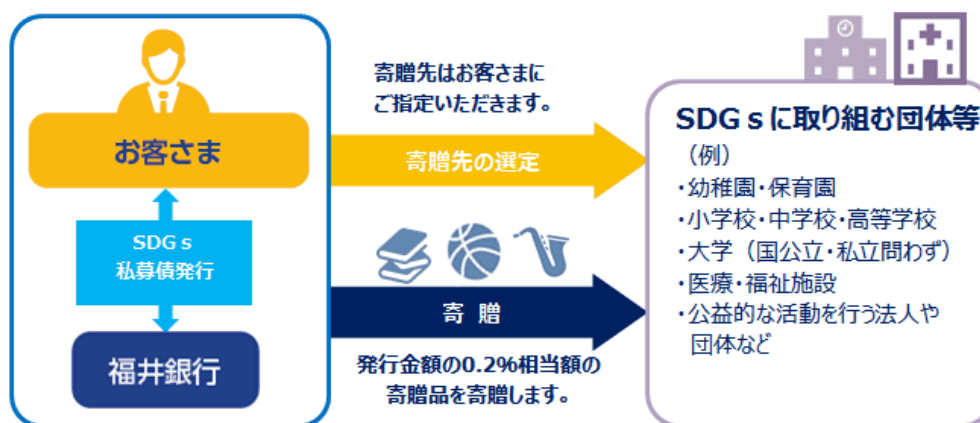 お客さま
SDGｓ
私募債発行
福井銀行
寄贈先はお客さまに
ご指定いただきます。
寄贈先の選定
寄 贈
発行金額の0.2%相当額の
寄贈品を寄贈します。
SDGｓに取り組む団体等
（例）
・幼稚園・保育園
・小学校・中学校・高等学校
・大学（国公立・私立問わず）
・医療・福祉施設
・公益的な活動を行う法人や
団体など